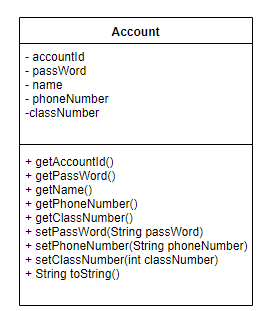 Account
- accountId
- passWord
- name
- phoneNumber
-classNumber
+ getAccountId()
+ getPassWord()
+ getName()
+ getPhoneNumber()
+ getClassNumber()
+ setPassWord(String passWord)
+ setPhoneNumber(String phoneNumber)
+ setClassNumber(int classNumber)
+ String toString()